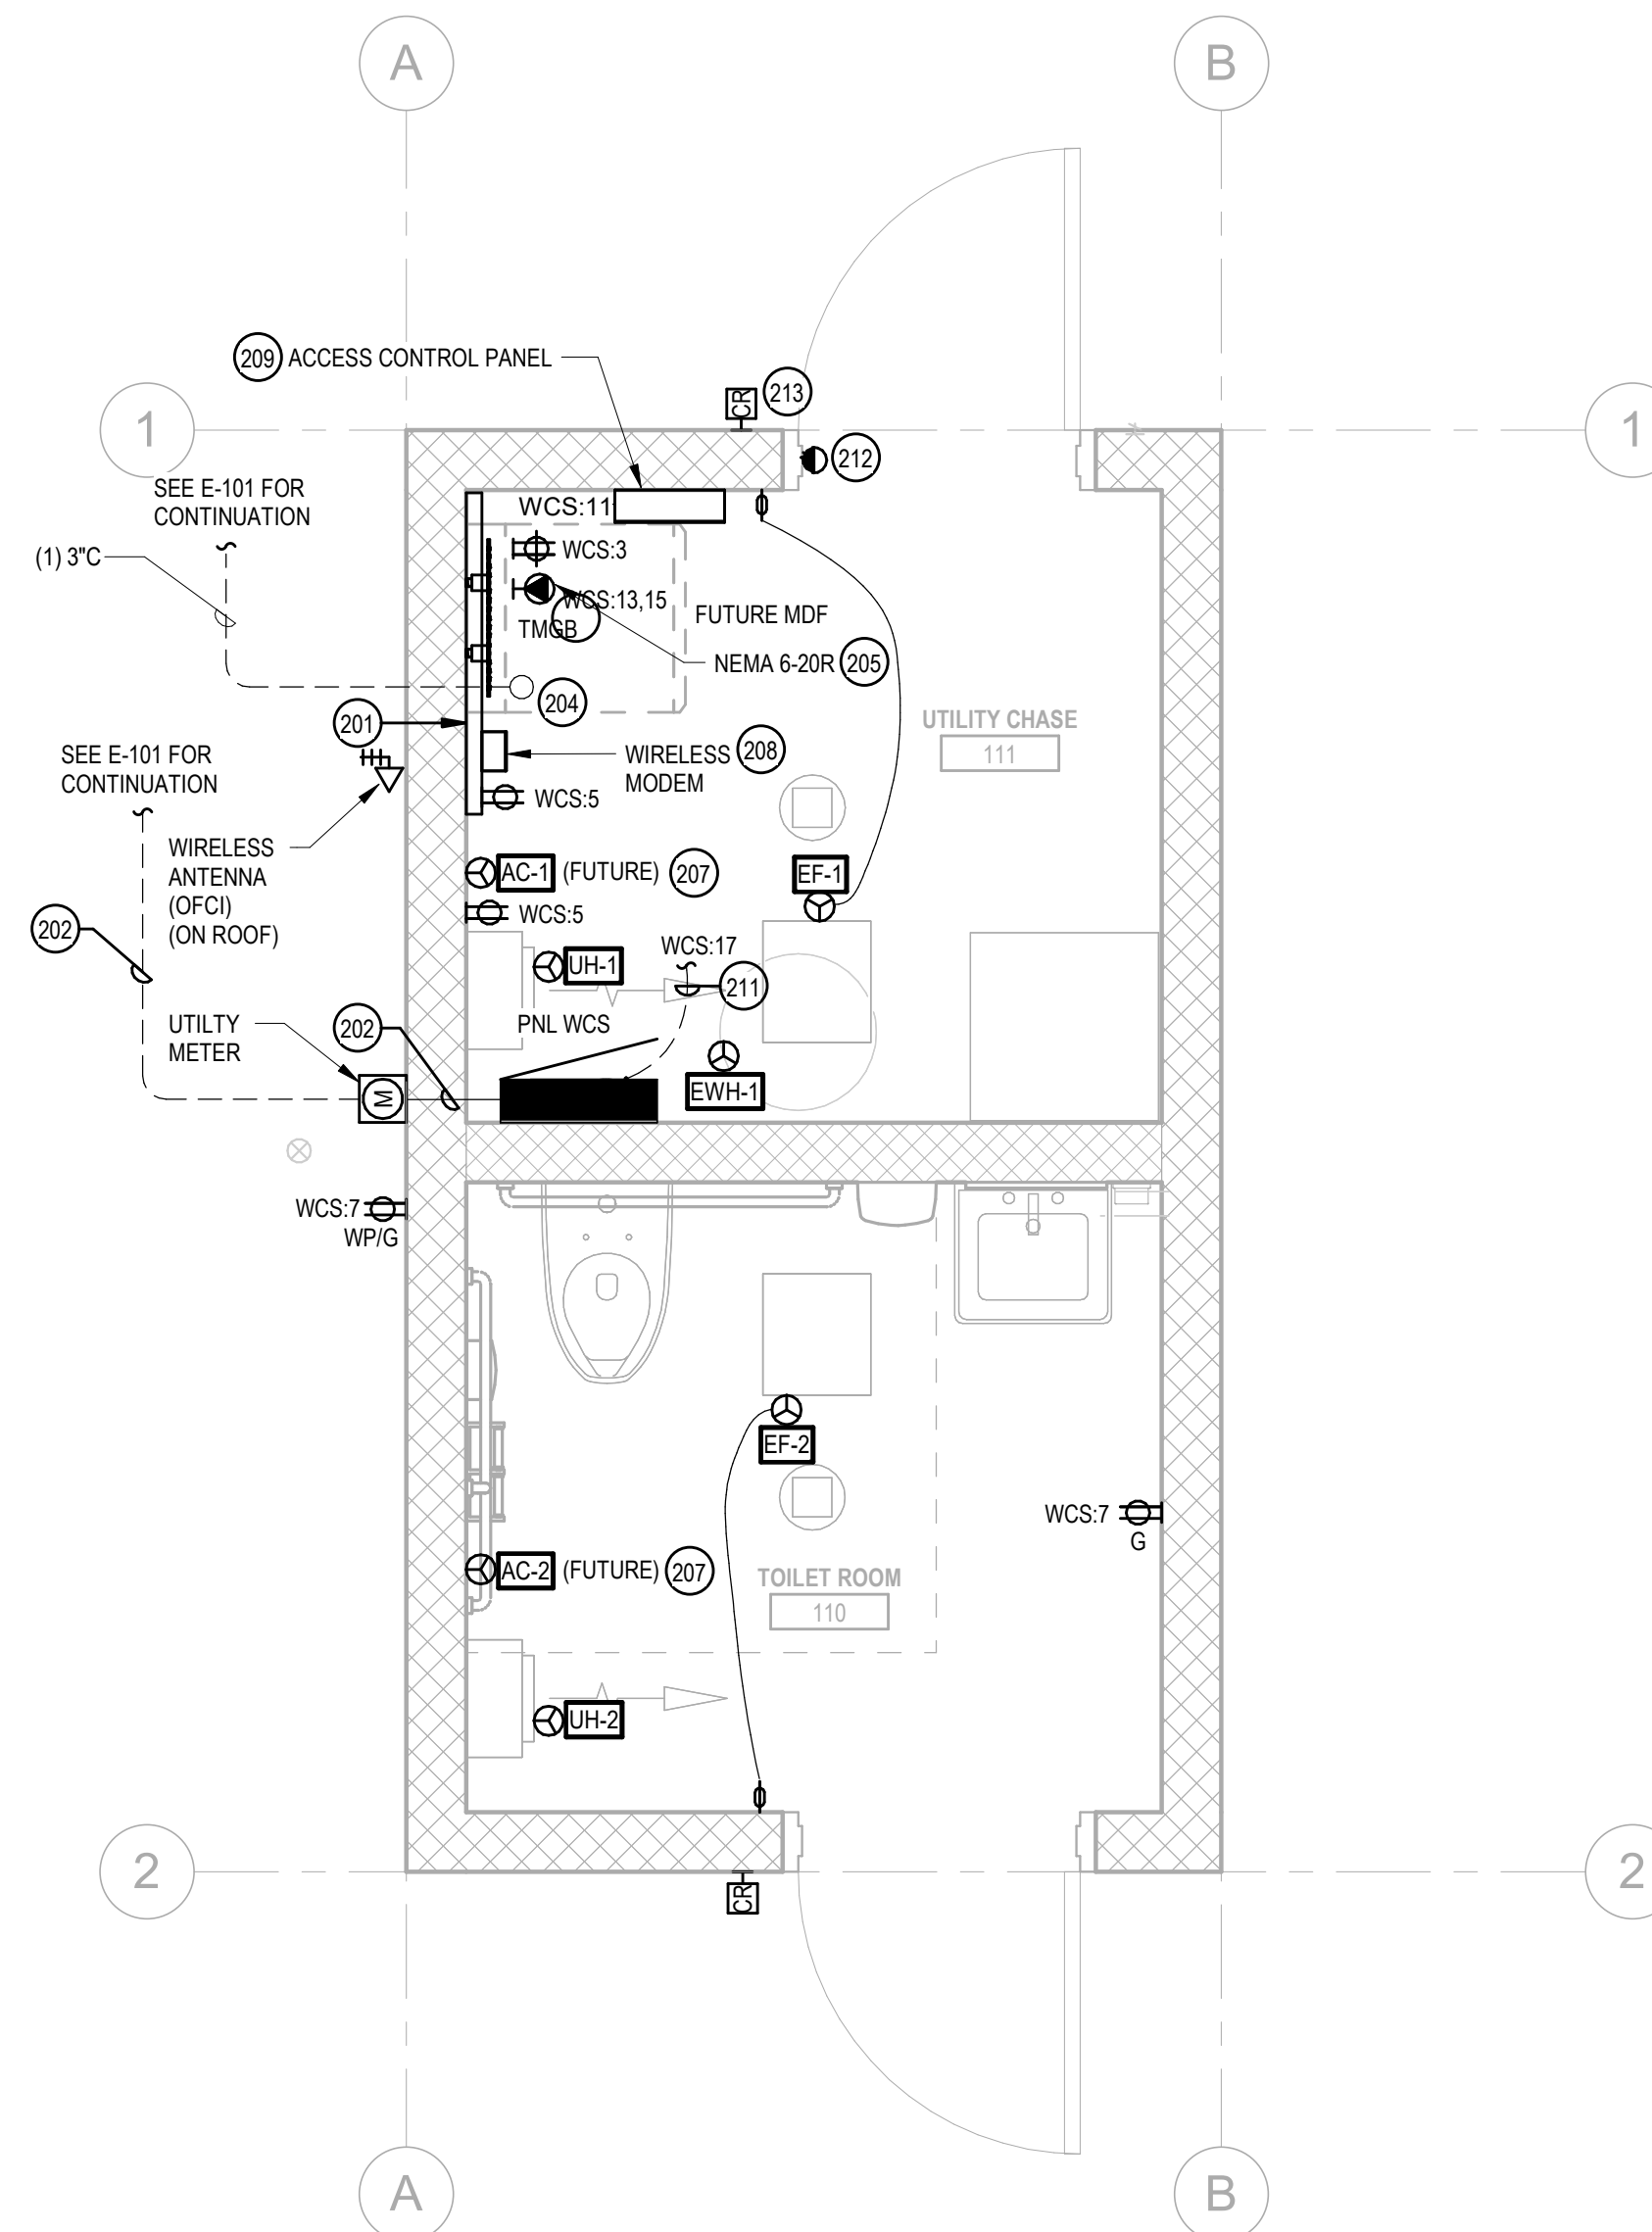 A
B
209 ACCESS CONTROL PANEL
CR
213
1
1
212
SEE E-101 FOR
CONTINUATION
WCS:11
(1) 3"C
WCS:3
WCS:13,15
TMGB
FUTURE MDF
NEMA 6-20R 205
204
201
UTILITY CHASE
111
SEE E-101 FOR
CONTINUATION
WIRELESS 208
MODEM
WCS:5
WIRELESS
ANTENNA
(OFCI)
(ON ROOF)
AC-1 (FUTURE) 207
EF-1
WCS:5
202
WCS:17
UH-1
211
UTILTY
METER
202
PNL WCS
M
EWH-1
WCS:7
WP/G
EF-2
WCS:7
G
AC-2 (FUTURE) 207
TOILET ROOM
110
UH-2
2
2
CR
A
B